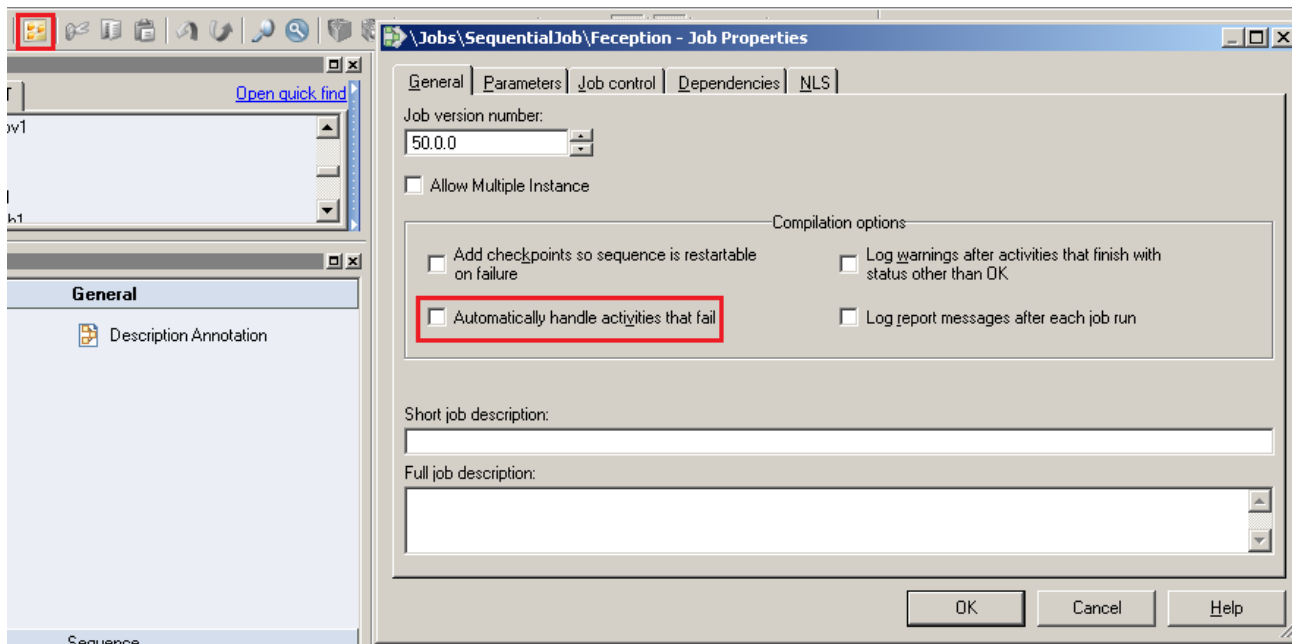 \Jobs\SequentialJob\Feception - Job Properties
Open quick find
General
Parameters
Job control
Dependencies
NLS
Job version number:
50.0.0
Allow Multiple Instance
Compilation options
Add checkpoints so sequence is restartable
on failure
Log warnings after activities that finish with
status other than OK
Automatically handle activities that fail
Log report messages after each job run
General
Description Annotation
Short job description:
Full job description:
OK
Cancel
Help
Sequence